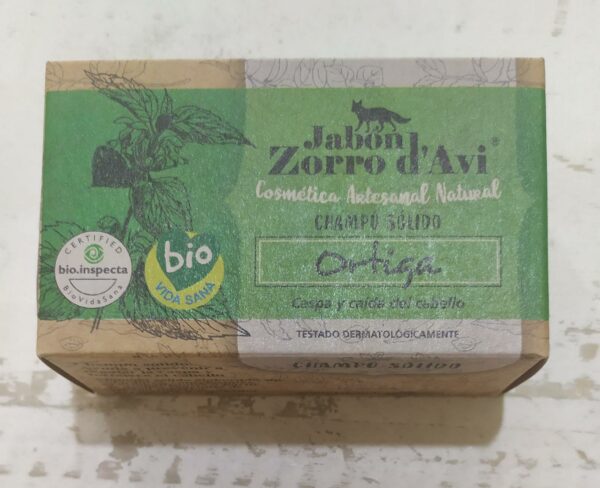 Jabón
Zorro d'Avi®
Cosmética Artesanal Natural
CHAMPÚ SÓLIDO
Ortiga
Caspa y caída del cabello
TESTADO DERMATOLÓGICAMENTE
CERTIFIED
bio.inspecta
BioVidaSana
bio
VIDA SANA
CHAMPÚ SÓLIDO